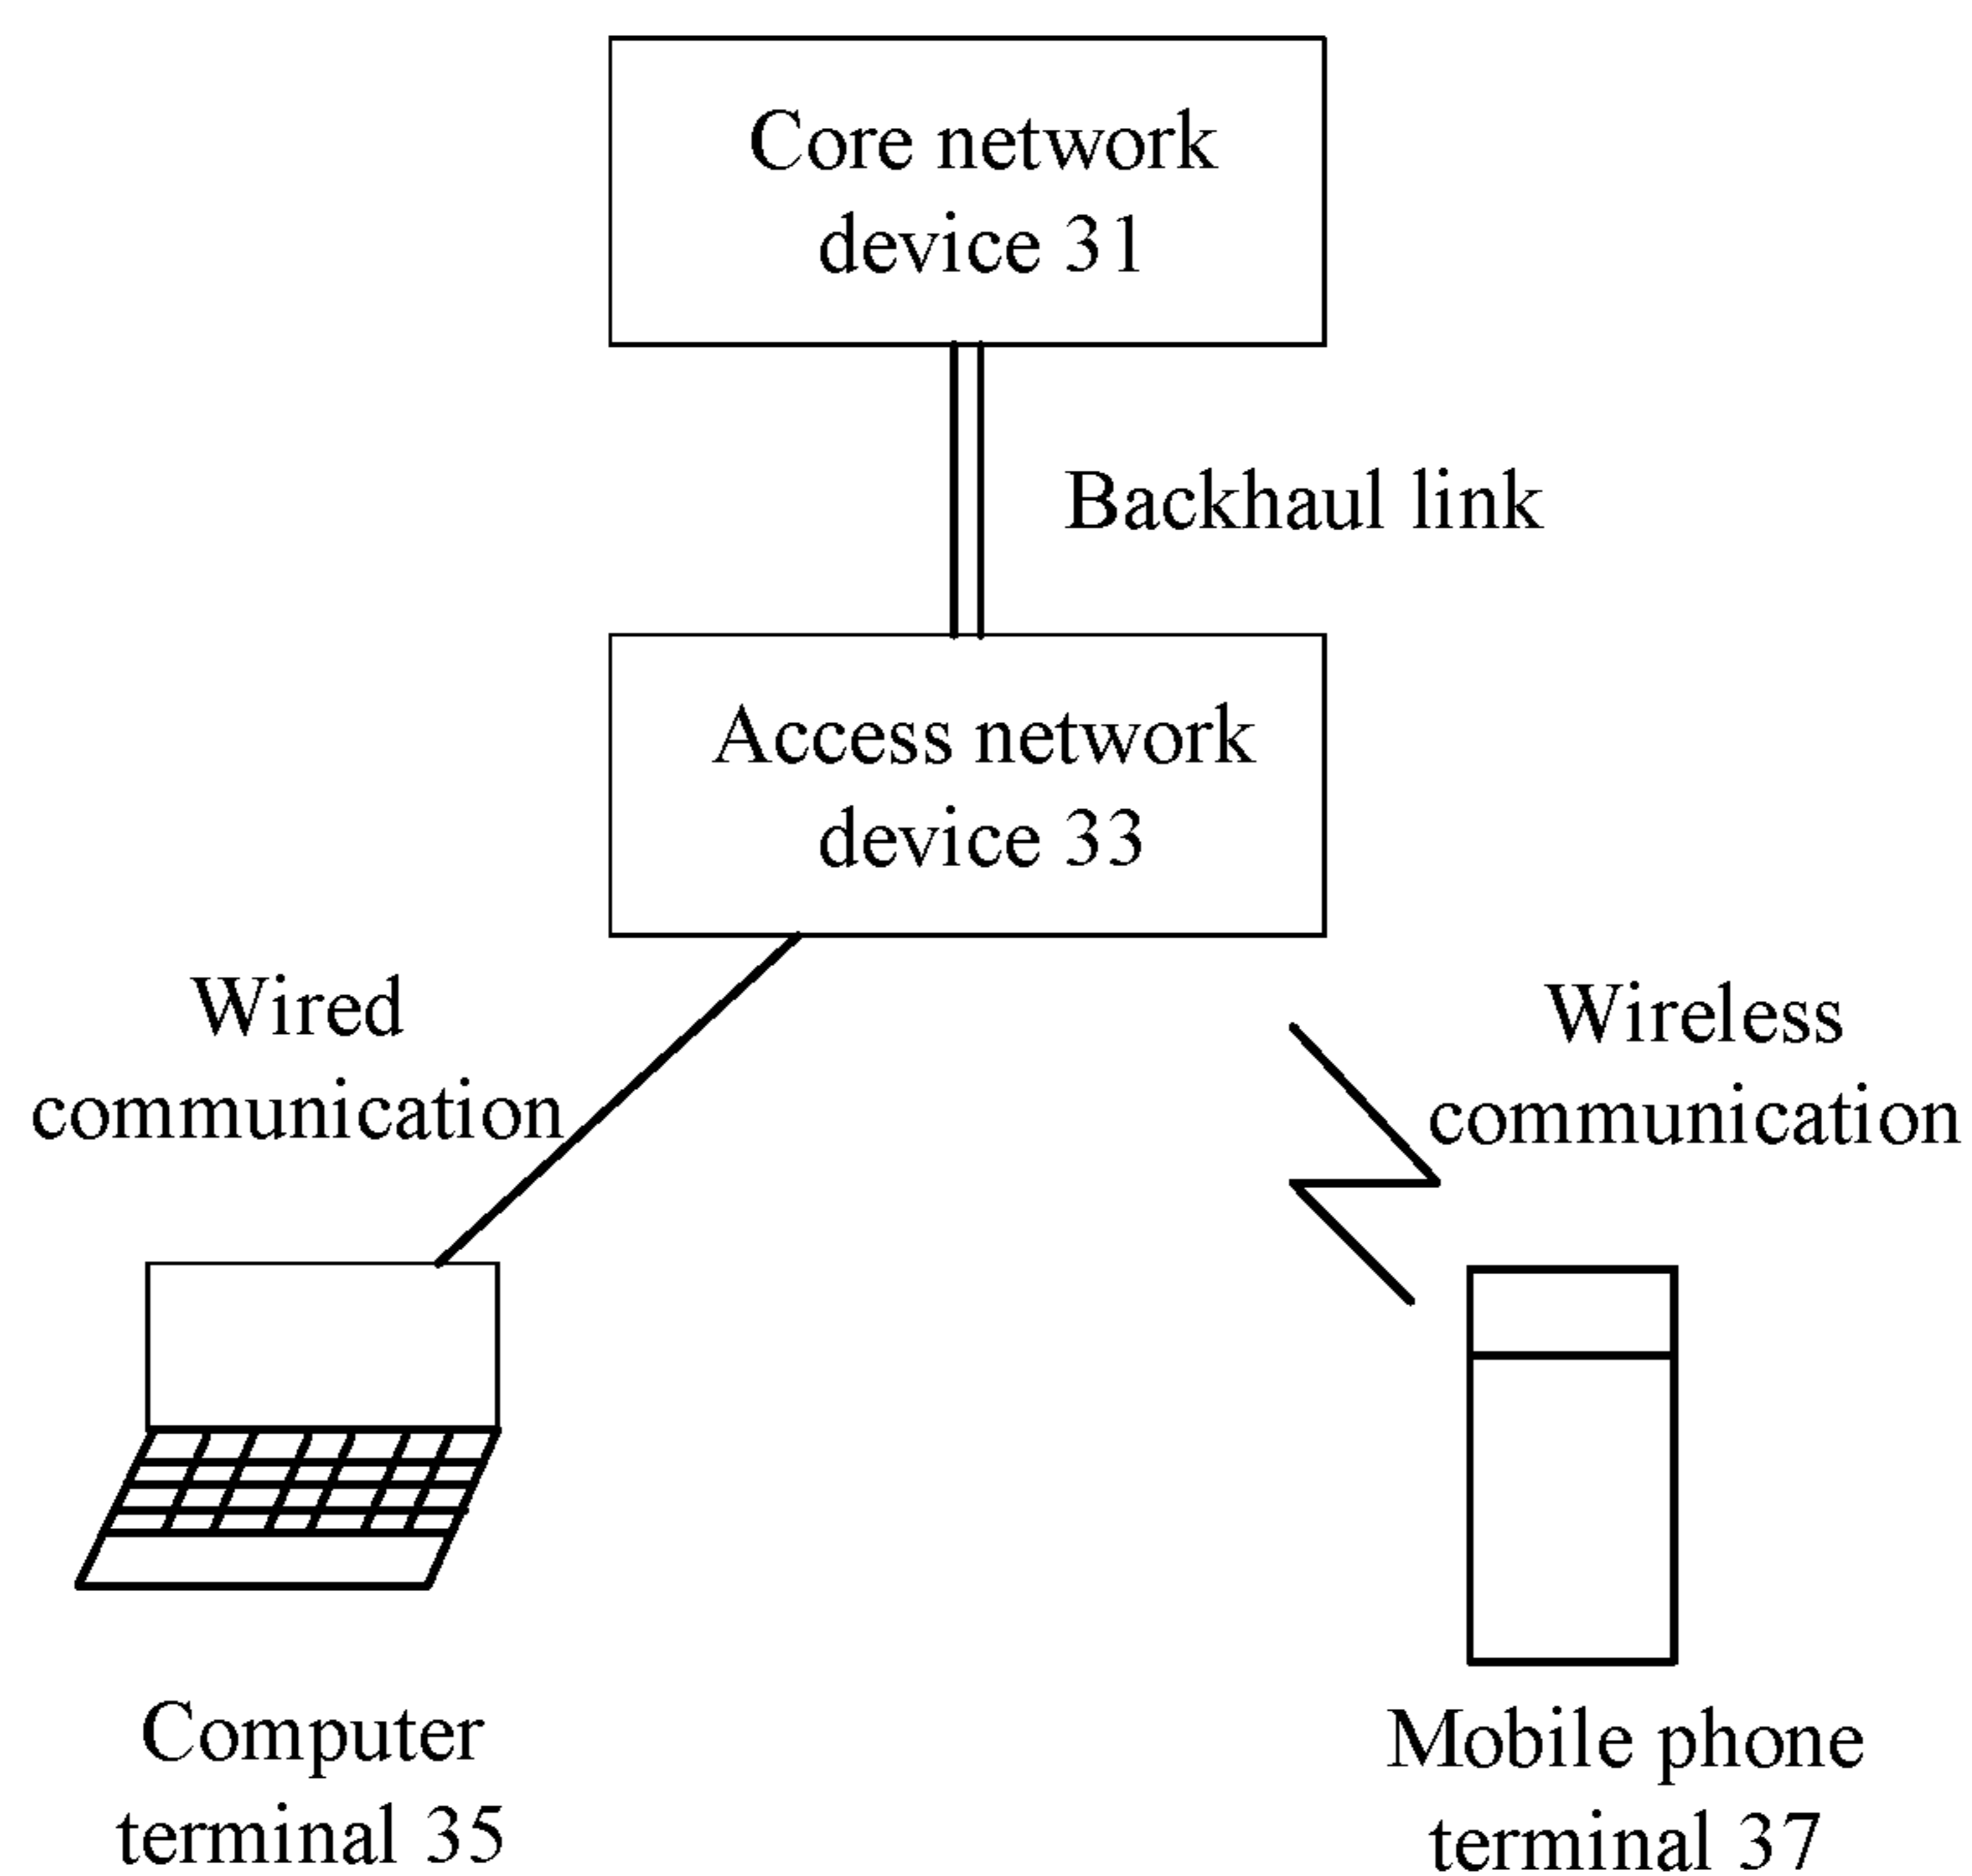 Core network
device 31
Backhaul link
Access network
device 33
Wired
communication
Wireless
communication
Computer
terminal 35
Mobile phone
terminal 37